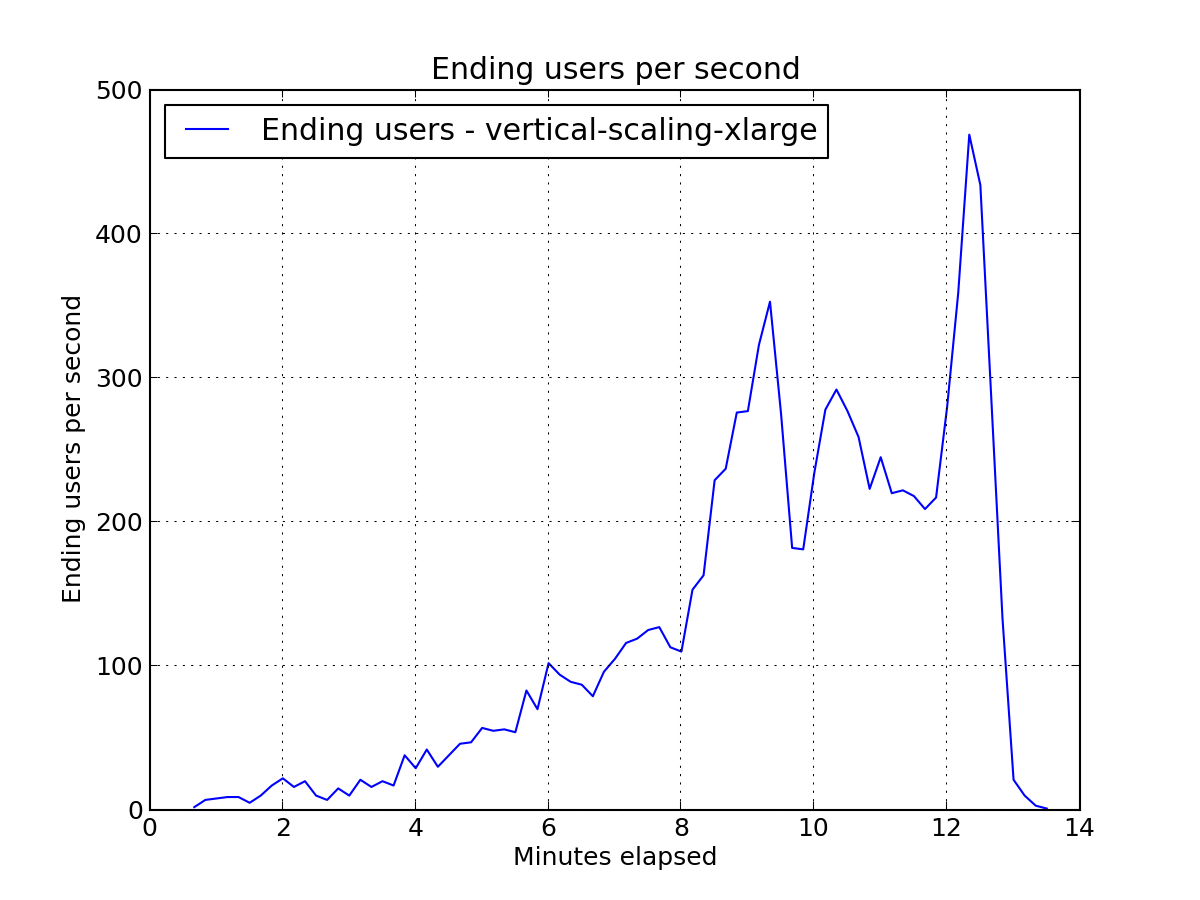 Ending users per second
500
Ending users - vertical-scaling-xlarge
400
300
200
100
0
Ending users per second
0 2 4 6 8 10 12 14
Minutes elapsed